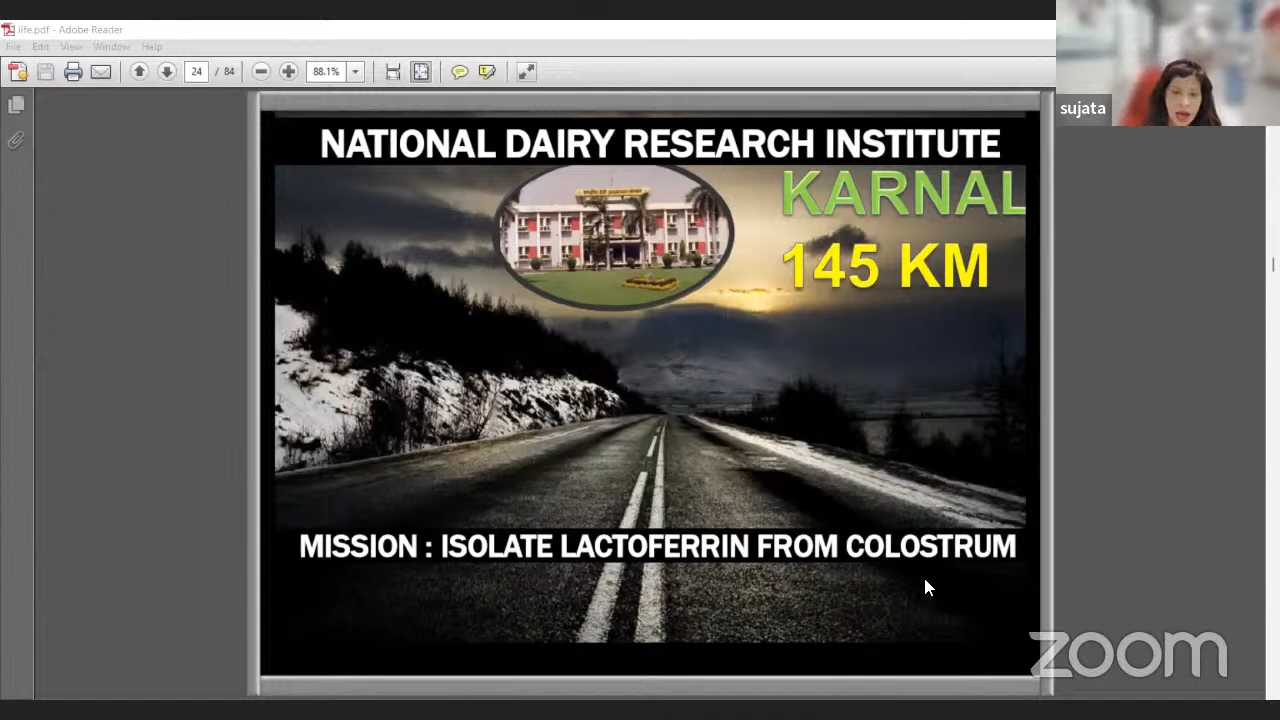 life.pdf - Adobe Reader
File Edit View Window Help
24 / 84 88.1%
sujata
NATIONAL DAIRY RESEARCH INSTITUTE
KARNAL
145 KM
MISSION : ISOLATE LACTOFERRIN FROM COLOSTRUM
zoom